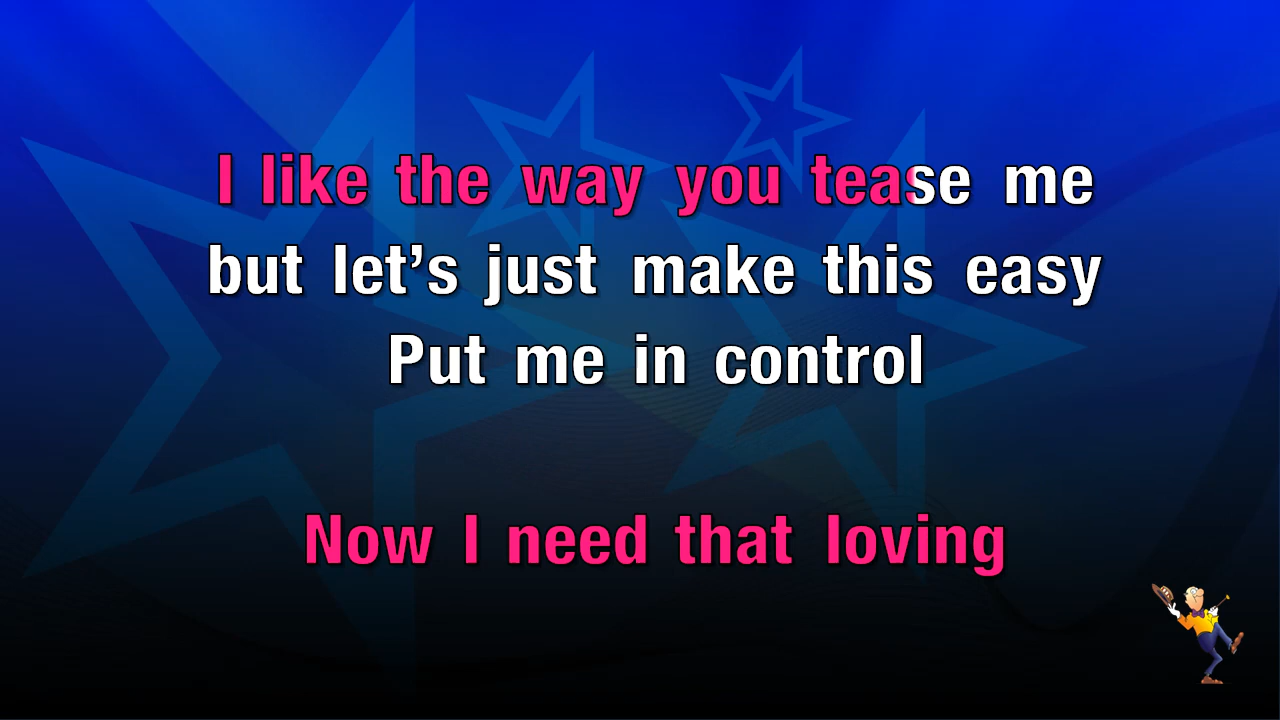 I like the way you tease me
but let's just make this easy
Put me in control
Now I need that loving